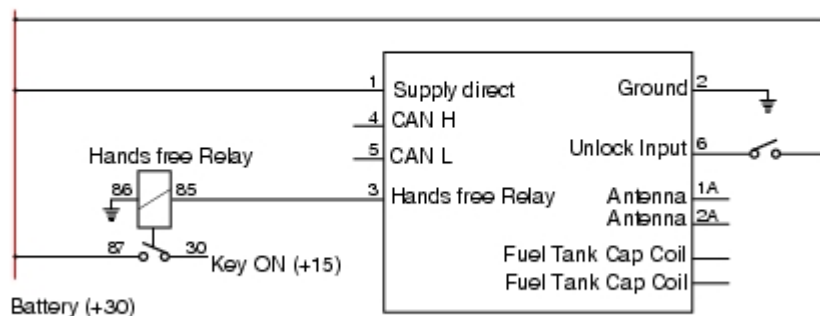 1 Supply direct Ground 2
4 CAN H
5 CAN L Unlock Input 6
Hands free Relay
86 85 3 Hands free Relay Antenna 1A
Antenna 2A
87 30 Key ON (+15) Fuel Tank Cap Coil
Fuel Tank Cap Coil
Battery (+30)